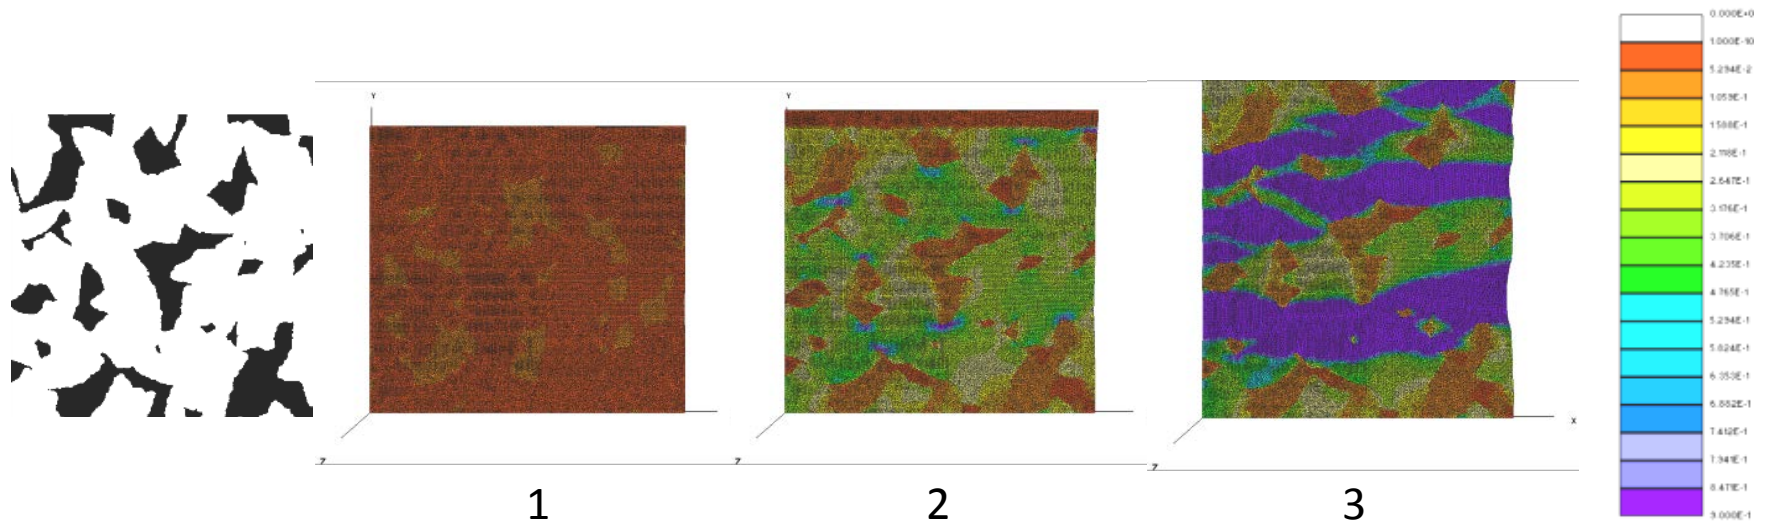 0.000E+0
1.000E-10
5.294E-2
1.059E-1
1.588E-1
2.118E-1
2.647E-1
3.176E-1
3.706E-1
4.235E-1
4.765E-1
5.294E-1
5.824E-1
6.353E-1
6.882E-1
7.412E-1
7.941E-1
8.471E-1
9.000E-1
Y
Y
X
Z
Z
Z
1
2
3